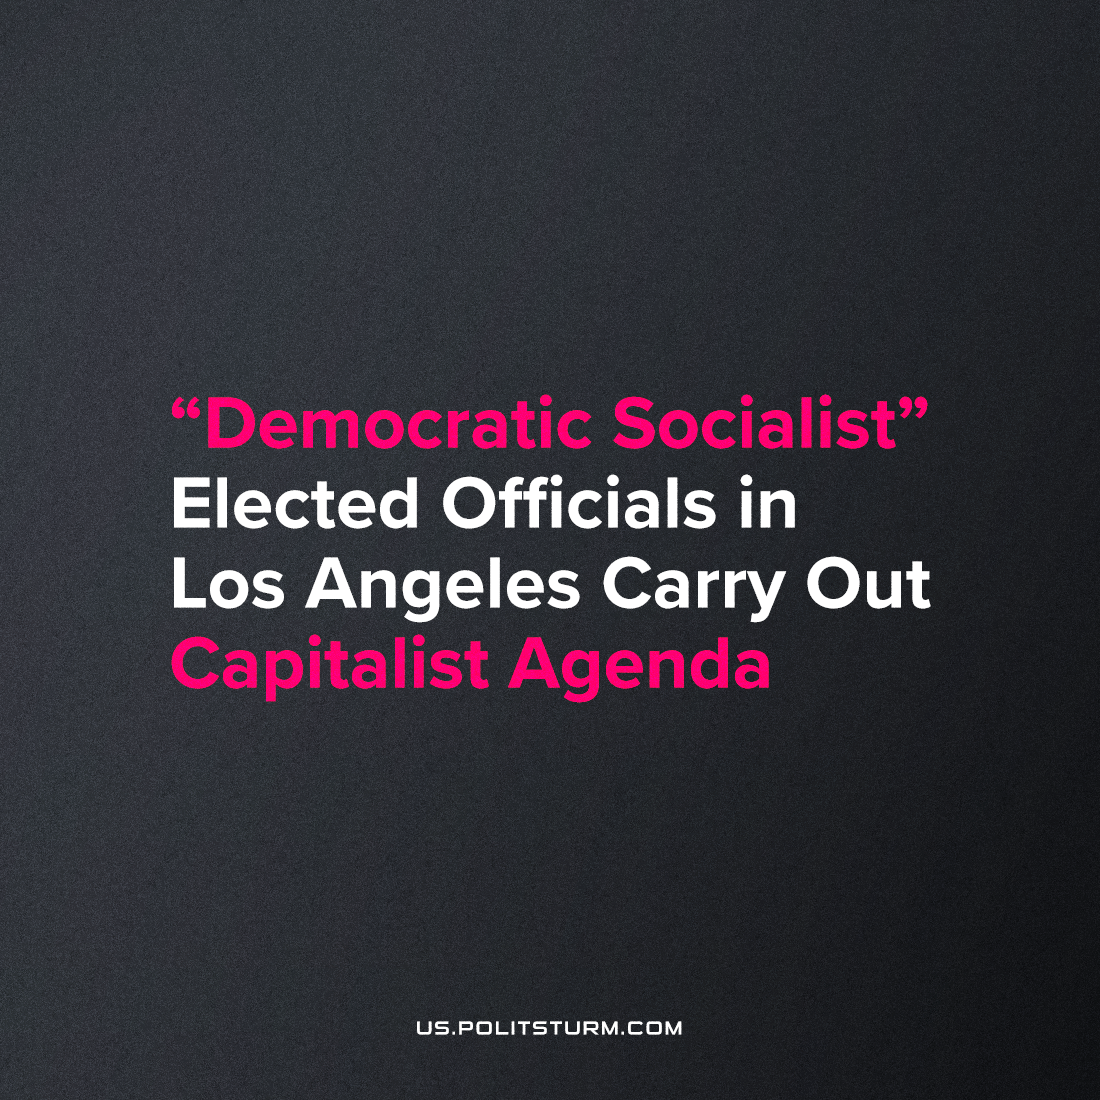 “Democratic Socialist”
Elected Officials in
Los Angeles Carry Out
Capitalist Agenda
US.POLITSTURM.COM